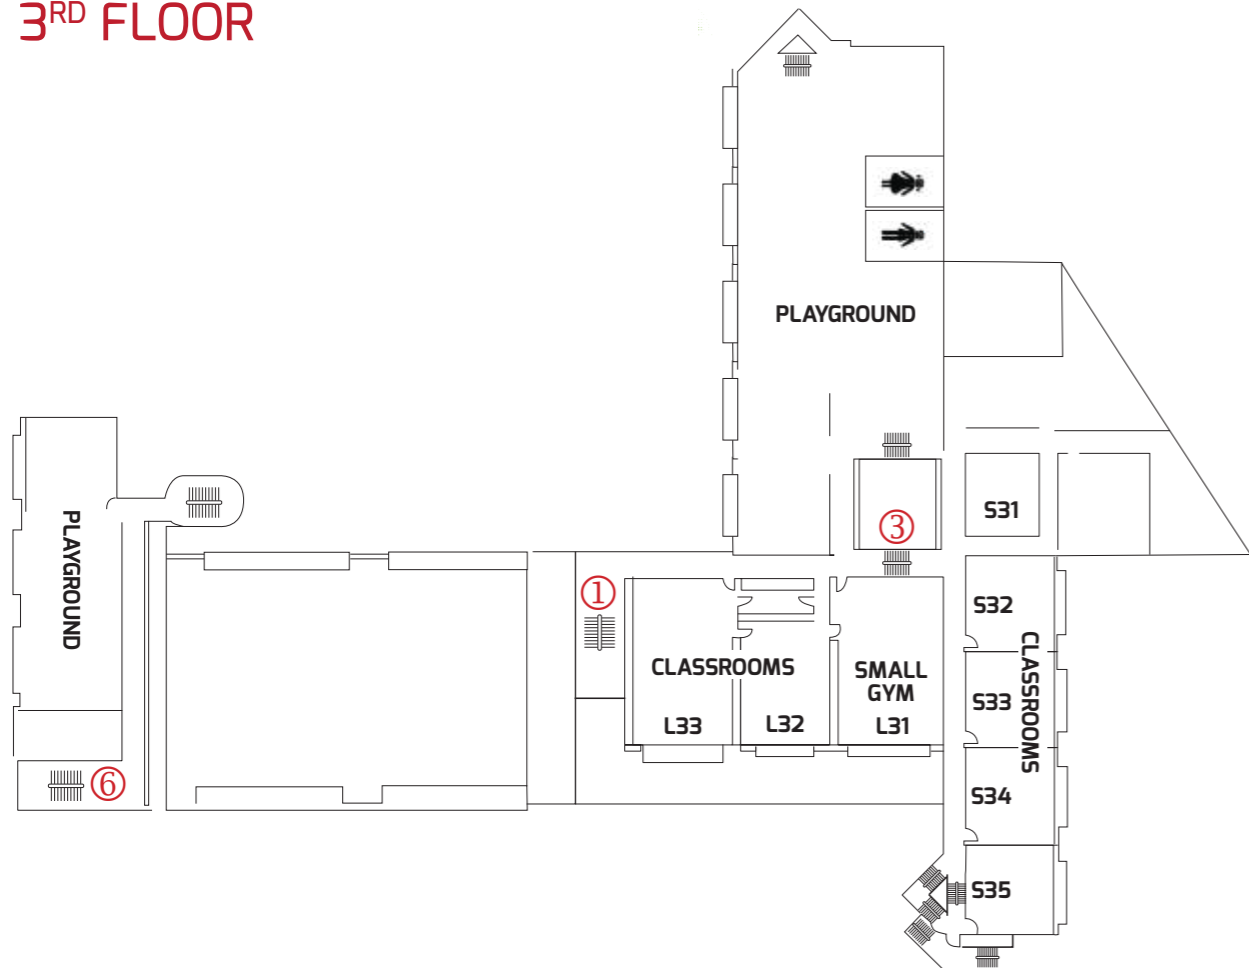 3RD FLOOR
PLAYGROUND
S31
③
PLAYGROUND
①
S32
CLASSROOMS
CLASSROOMS
SMALL
GYM
S33
L33
L32
L31
⑥
S34
S35